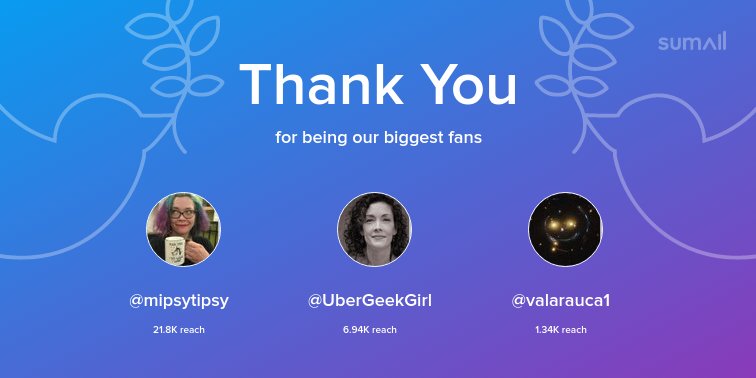 sumall
Thank You
for being our biggest fans
@mipsytipsy
@UberGeekGirl
@valarauca1
21.8K reach
6.94K reach
1.34K reach